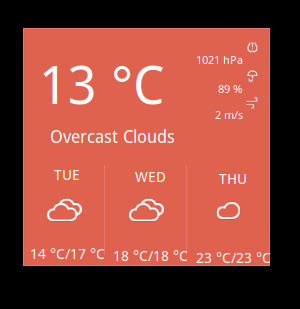 13 °C
1021 hPa
89 %
2 m/s
Overcast Clouds
TUE
WED
THU
14 °C/17 °C
18 °C/18 °C
23 °C/23 °C